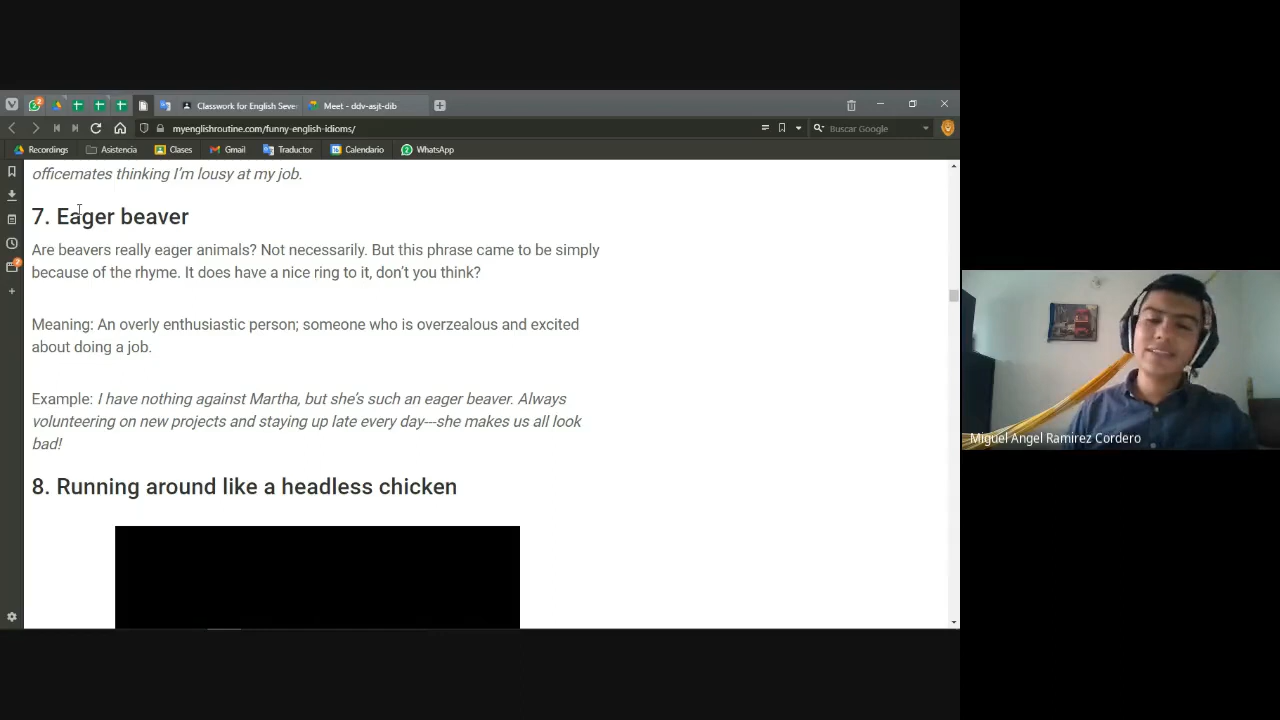 Classwork for English Seve
Meet - ddv-asjt-dib
myenglishroutine.com/funny-english-idioms/
Buscar Google
Recordings
Asistencia
Clases
Gmail
Traductor
Calendario
WhatsApp
officemates thinking I'm lousy at my job.
7. Eager beaver
Are beavers really eager animals? Not necessarily. But this phrase came to be simply
because of the rhyme. It does have a nice ring to it, don't you think?
Meaning: An overly enthusiastic person; someone who is overzealous and excited
about doing a job.
Example: I have nothing against Martha, but she's such an eager beaver. Always
volunteering on new projects and staying up late every day---she makes us all look
bad!
8. Running around like a headless chicken
Miguel Angel Ramirez Cordero